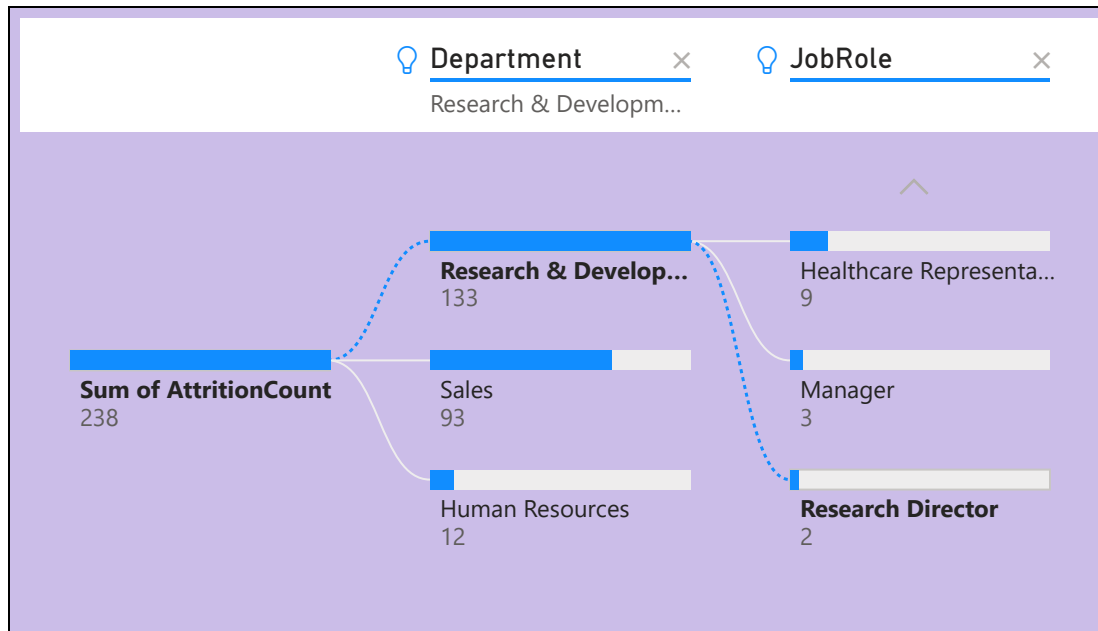 Department
JobRole
Research & Developm...
Research & Develop...
133
Healthcare Representa...
9
Sum of AttritionCount
238
Sales
93
Manager
3
Human Resources
12
Research Director
2